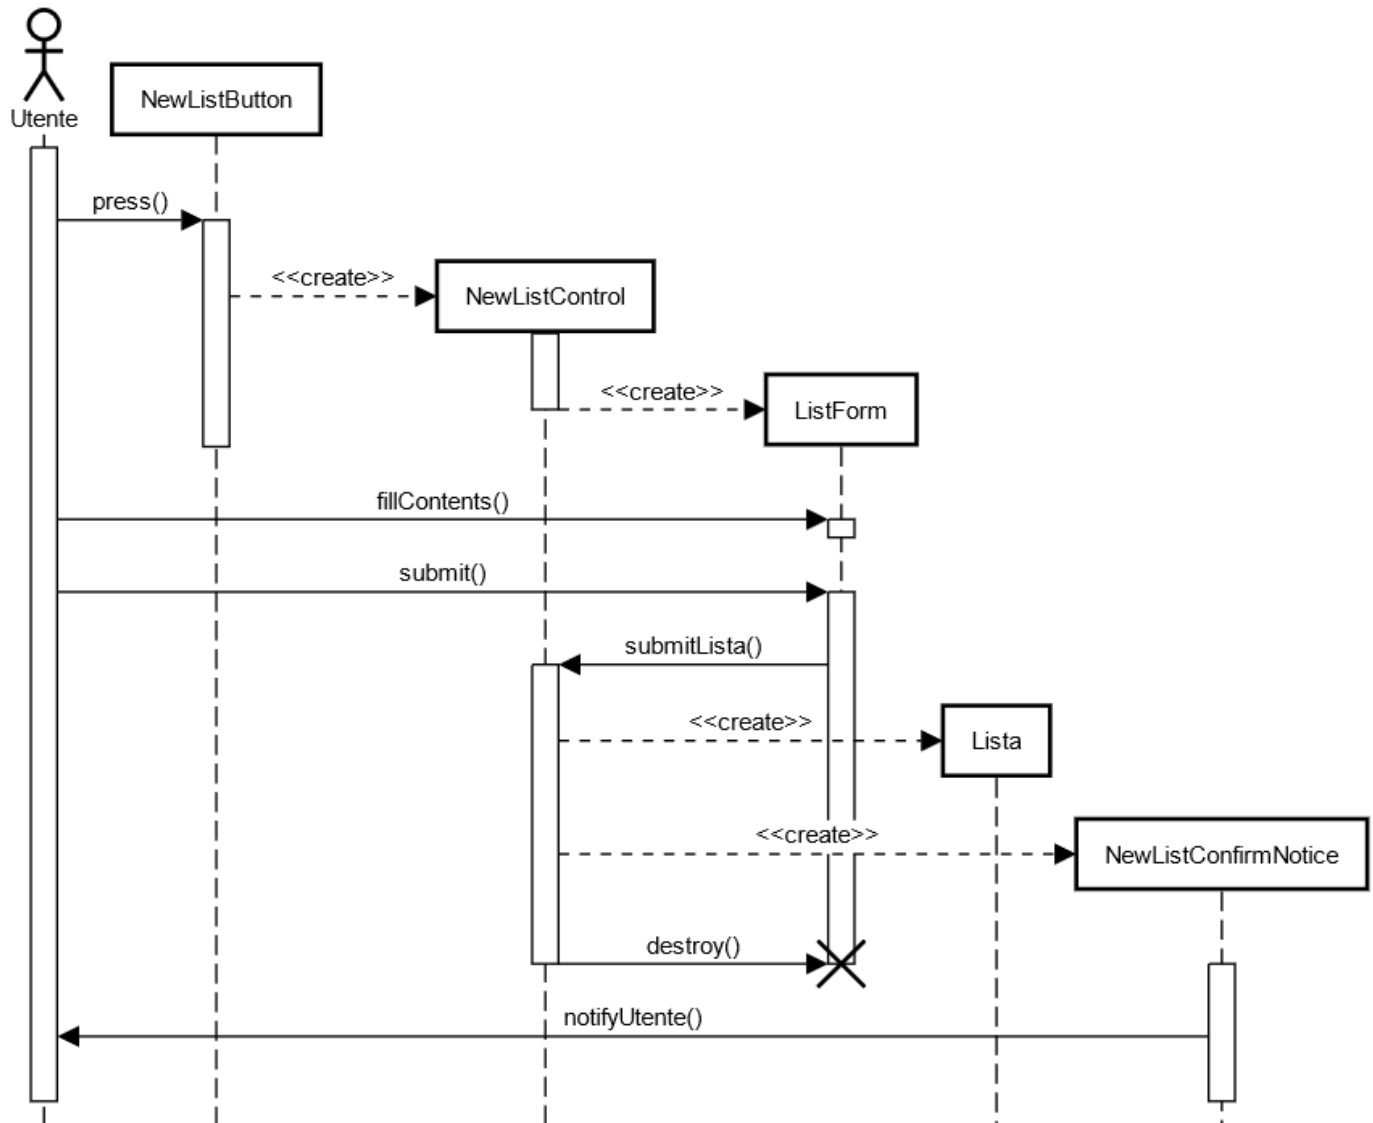 Utente
NewListButton
press()
<<create>>
NewListControl
<<create>>
ListForm
fillContents()
submit()
submitLista()
<<create>>
Lista
<<create>>
NewListConfirmNotice
destroy()
notifyUtente()